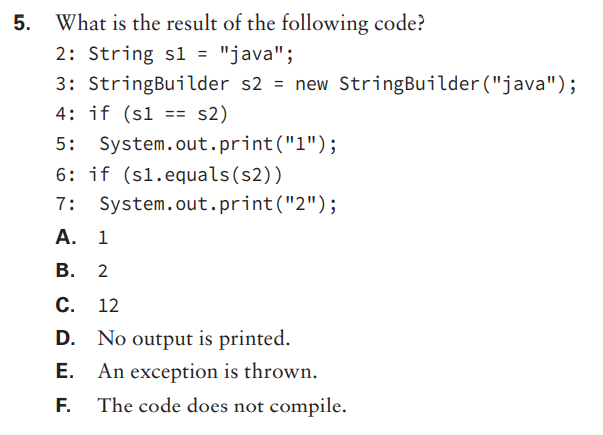 5. What is the result of the following code?
2: String s1 = "java";
3: StringBuilder s2 = new StringBuilder("java");
4: if (s1 == s2)
5:  System.out.print("1");
6: if (s1.equals(s2))
7:  System.out.print("2");
A. 1
B. 2
C. 12
D. No output is printed.
E. An exception is thrown.
F. The code does not compile.